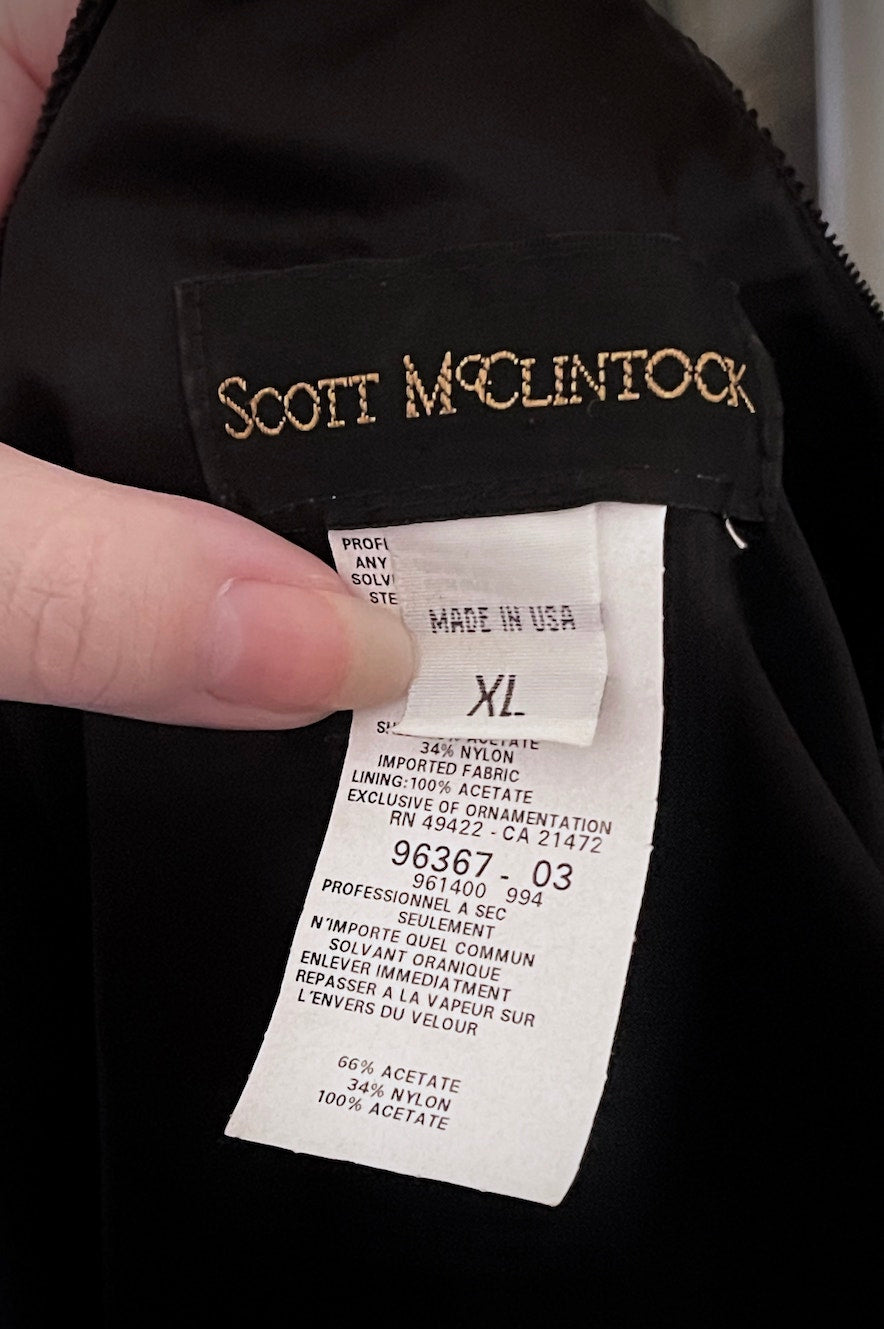 SCOTT MCCLINTOCK
PROF
ANY
SOLV
STE
MADE IN USA
XL
ACETATE
34% NYLON
IMPORTED FABRIC
LINING:100% ACETATE
EXCLUSIVE OF ORNAMENTATION
RN 49422 - CA 21472
96367 - 03
961400 994
PROFESSIONNEL A SEC
SEULEMENT
N'IMPORTE QUEL COMMUN
SOLVANT ORANIQUE
ENLEVER IMMEDIATMENT
REPASSER A LA VAPEUR SUR
L'ENVERS DU VELOUR
66% ACETATE
34% NYLON
100% ACETATE